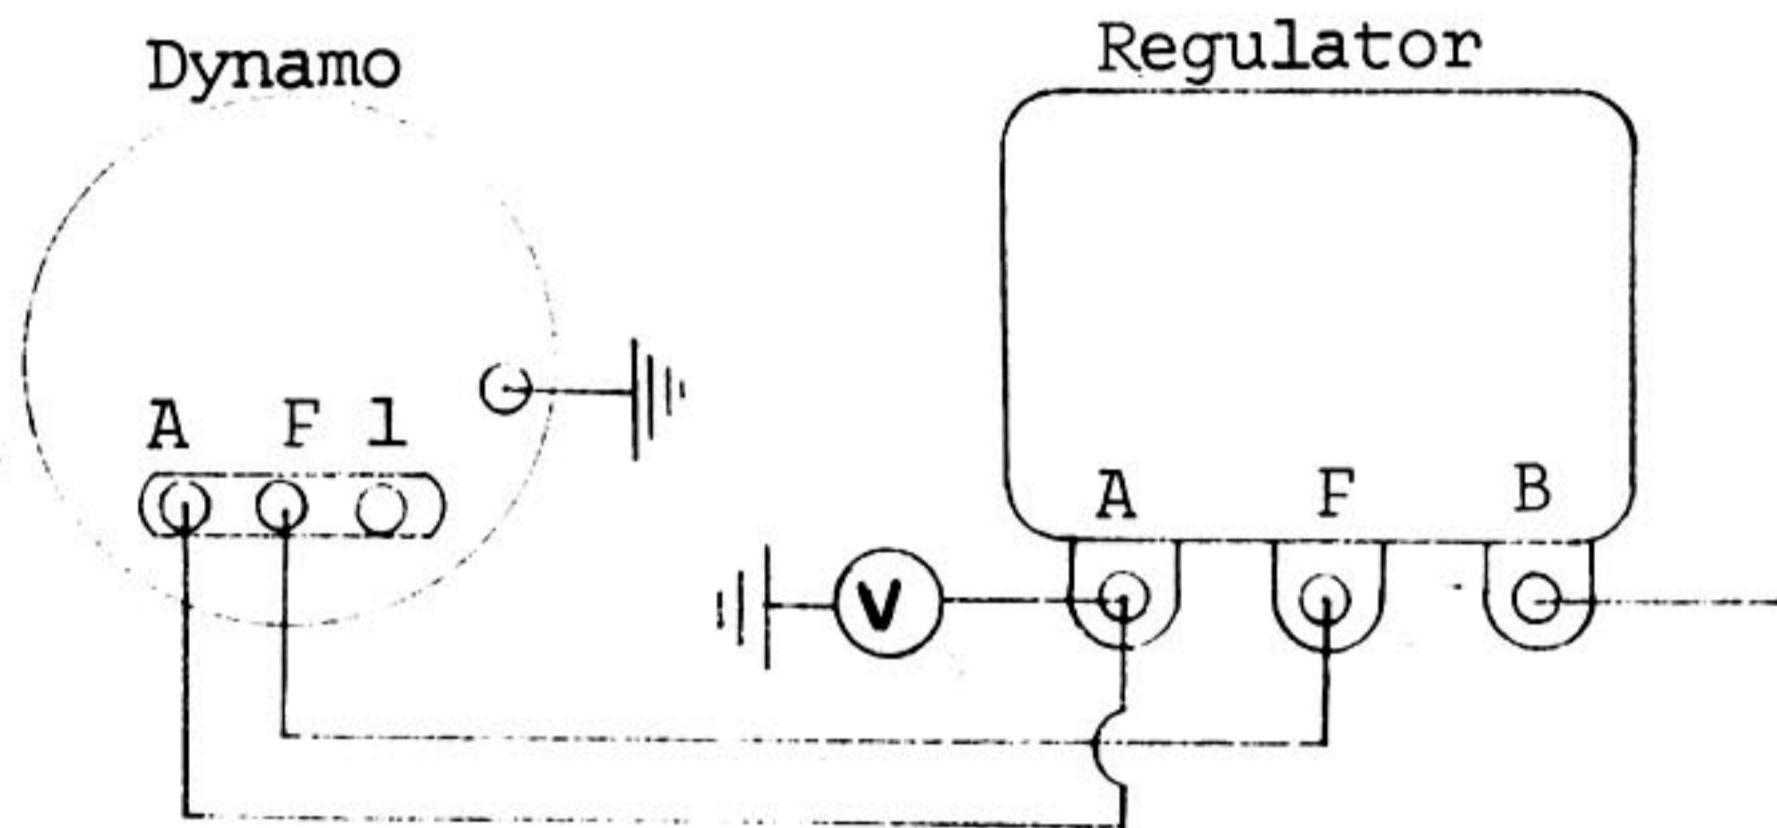 Dynamo
Regulator
A F 1
A F B
V